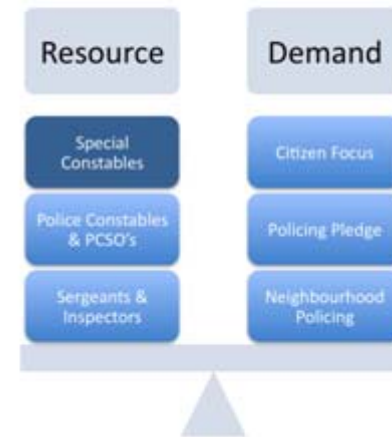 Resource
Special
Constables
Police Constables
& PCSO's
Sergeants &
Inspectors
Demand
Citizen Focus
Policing Pledge
Neighbourhood
Policing